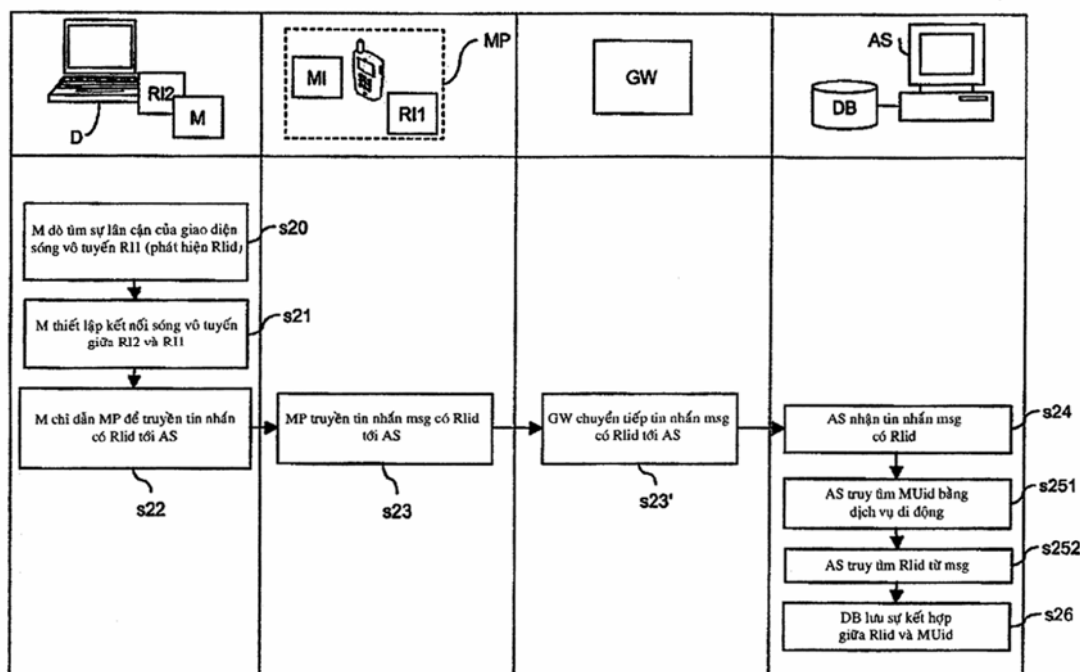 RI2
M
D
MI
RI1
MP
GW
AS
DB
M dò tìm sự lân cận của giao diện
sóng vô tuyến RI1 (phát hiện RIid)
s20
M thiết lập kết nối sóng vô tuyến
giữa RI2 và RI1
s21
M chỉ dẫn MP để truyền tin nhắn
có RIid tới AS
s22
MP truyền tin nhắn msg có RIid
tới AS
s23
GW chuyển tiếp tin nhắn msg
có RIid tới AS
s23'
AS nhận tin nhắn msg
có RIid
s24
AS truy tìm MUid bằng
dịch vụ di động
s251
AS truy tìm RIid từ msg
s252
DB lưu sự kết hợp
giữa RIid và MUid
s26